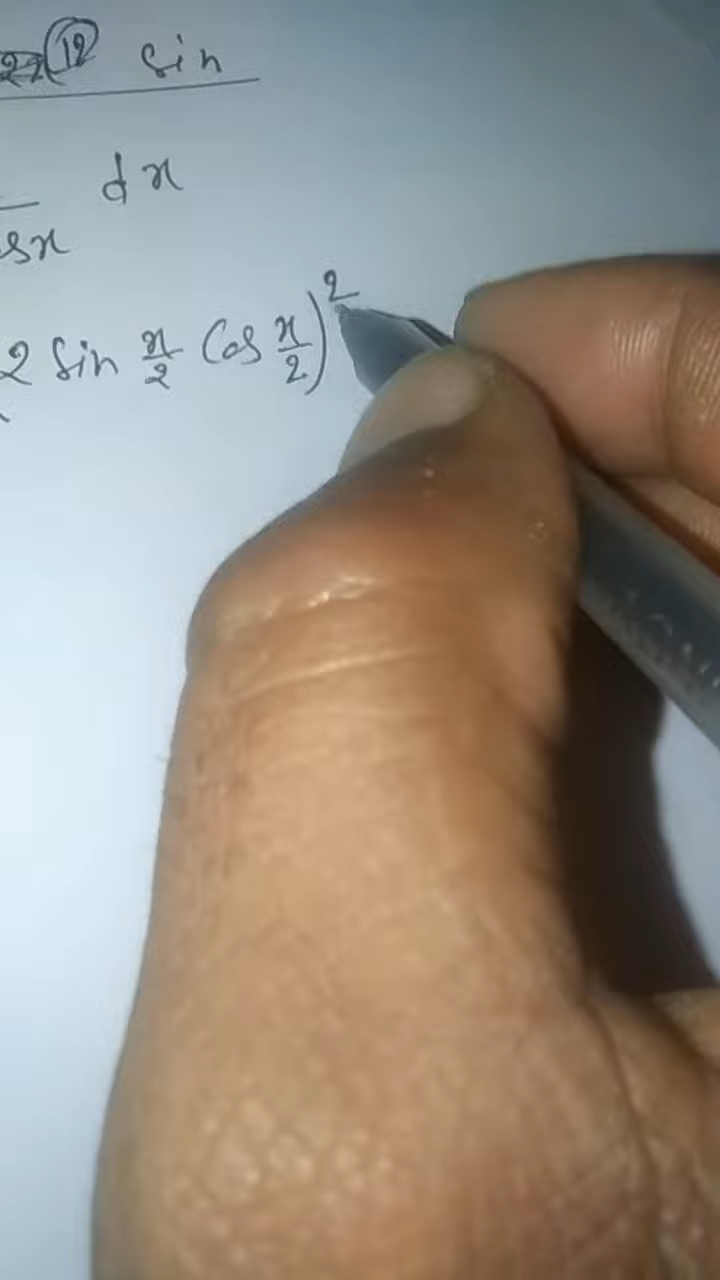 (12) sin
dx
sx
2 sin x/2 Cos x/2)²